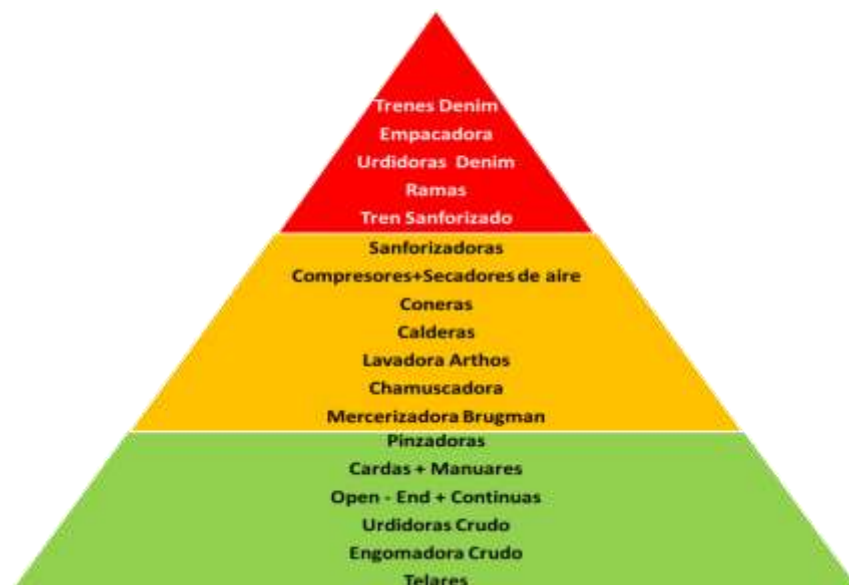 Trenes Denim
Empacadora
Urdidoras Denim
Ramas
Tren Sanforizado
Sanforizadoras
Compresores+Secadores de aire
Coneras
Calderas
Lavadora Arthos
Chamuscadora
Mercerizadora Brugman
Pinzadoras
Cardas + Manuares
Open - End + Continuas
Urdidoras Crudo
Engomadora Crudo
Telares